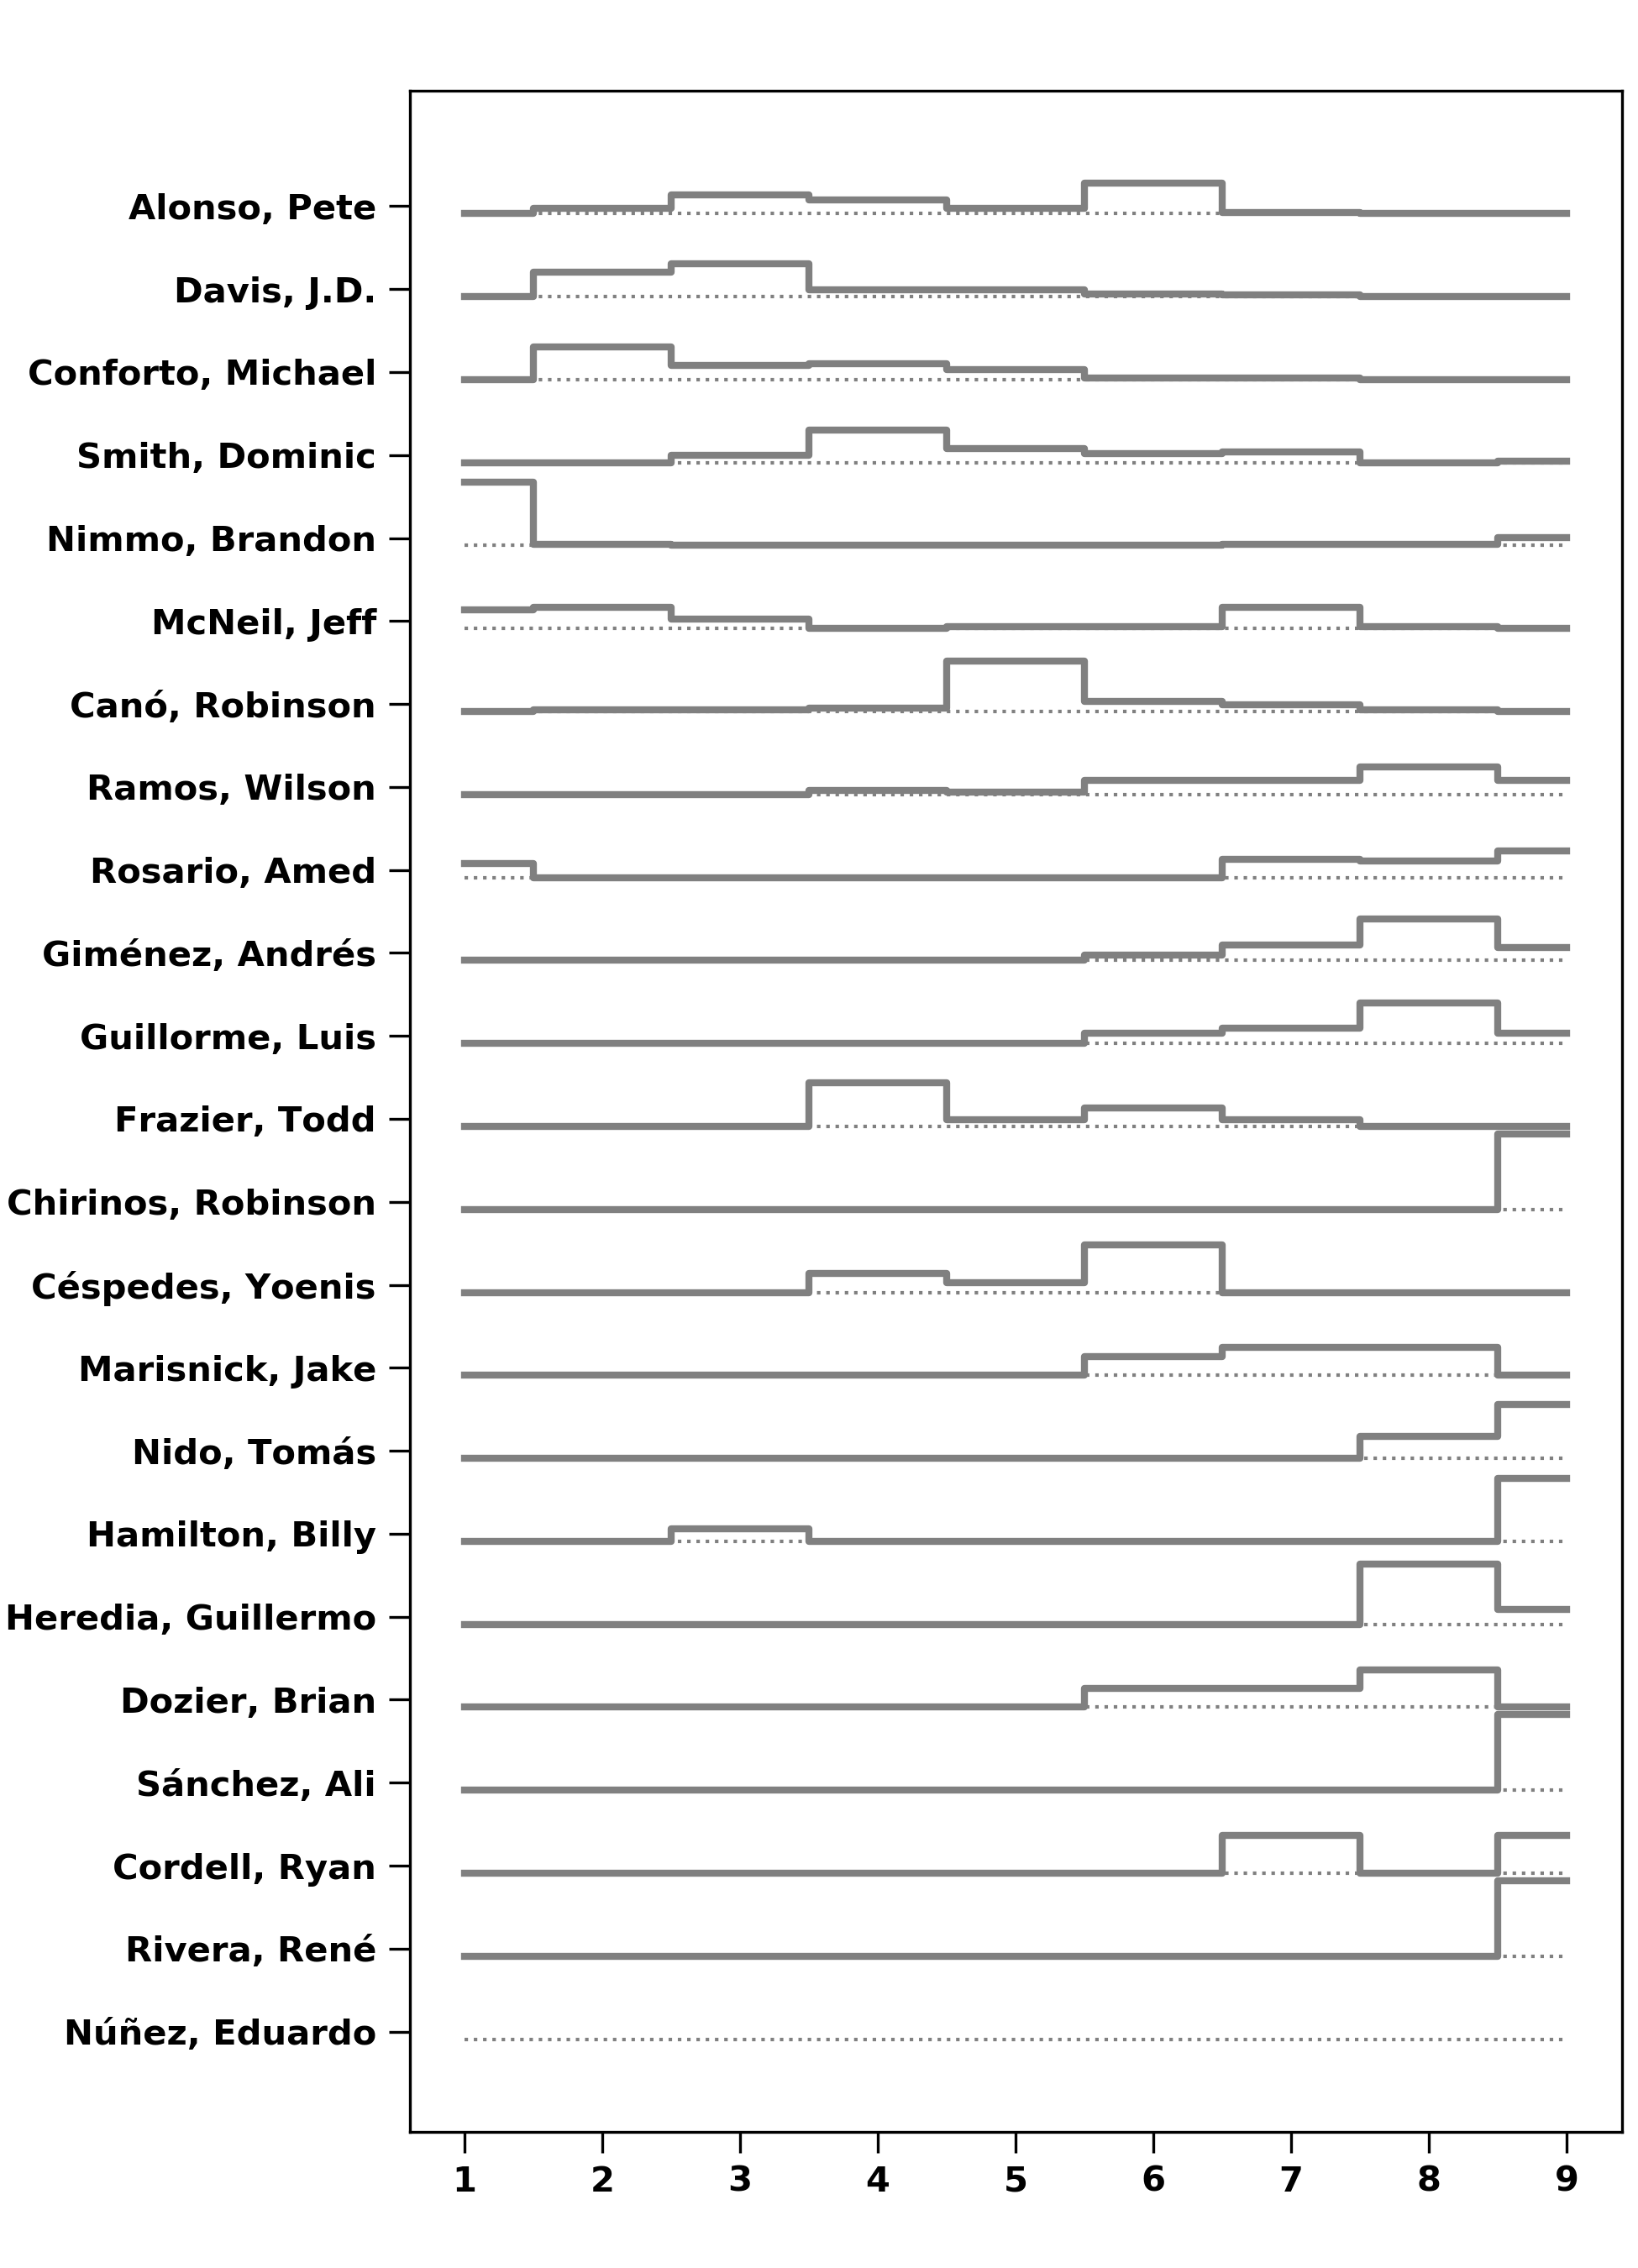 Alonso, Pete
Davis, J.D.
Conforto, Michael
Smith, Dominic
Nimmo, Brandon
McNeil, Jeff
Canó, Robinson
Ramos, Wilson
Rosario, Amed
Giménez, Andrés
Guillorme, Luis
Frazier, Todd
Chirinos, Robinson
Céspedes, Yoenis
Marisnick, Jake
Nido, Tomás
Hamilton, Billy
Heredia, Guillermo
Dozier, Brian
Sánchez, Ali
Cordell, Ryan
Rivera, René
Núñez, Eduardo
1 2 3 4 5 6 7 8 9